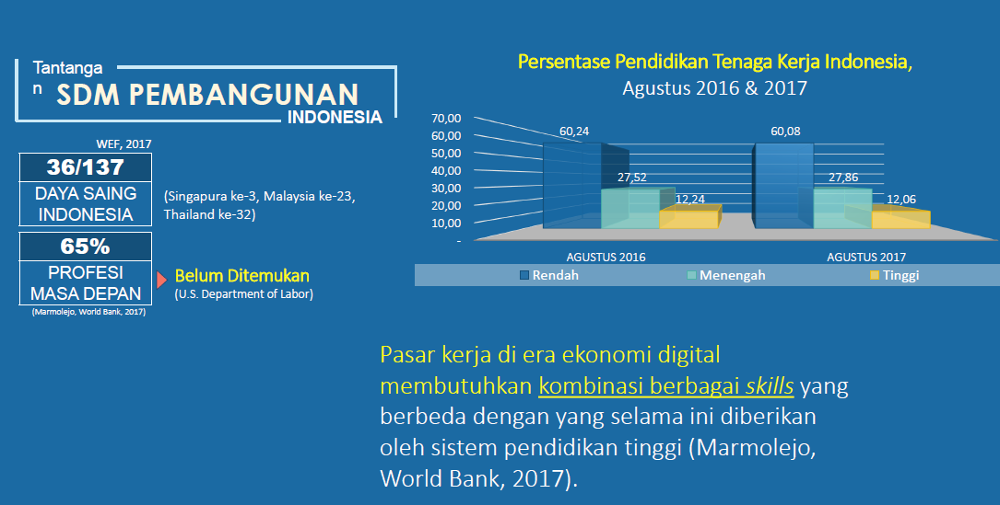 Tantanga
n SDM PEMBANGUNAN
INDONESIA
WEF, 2017
36/137
DAYA SAING
INDONESIA
(Singapura ke-3, Malaysia ke-23,
Thailand ke-32)
65%
PROFESI
MASA DEPAN
(Marmolejo, World Bank, 2017)
Belum Ditemukan
(U.S. Department of Labor)
Persentase Pendidikan Tenaga Kerja Indonesia,
Agustus 2016 & 2017
70,00
60,00
50,00
40,00
30,00
20,00
10,00
-
60,24
27,52
12,24
60,08
27,86
12,06
AGUSTUS 2016
AGUSTUS 2017
Rendah
Menengah
Tinggi
Pasar kerja di era ekonomi digital
membutuhkan kombinasi berbagai skills yang
berbeda dengan yang selama ini diberikan
oleh sistem pendidikan tinggi (Marmolejo,
World Bank, 2017).